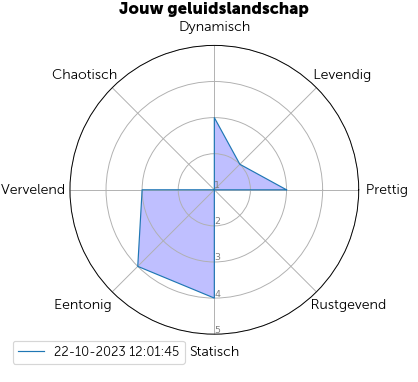 Jouw geluidslandschap
Dynamisch
Chaotisch
Levendig
Vervelend
1
Prettig
2
3
4
Eentonig
Rustgevend
5
22-10-2023 12:01:45
Statisch